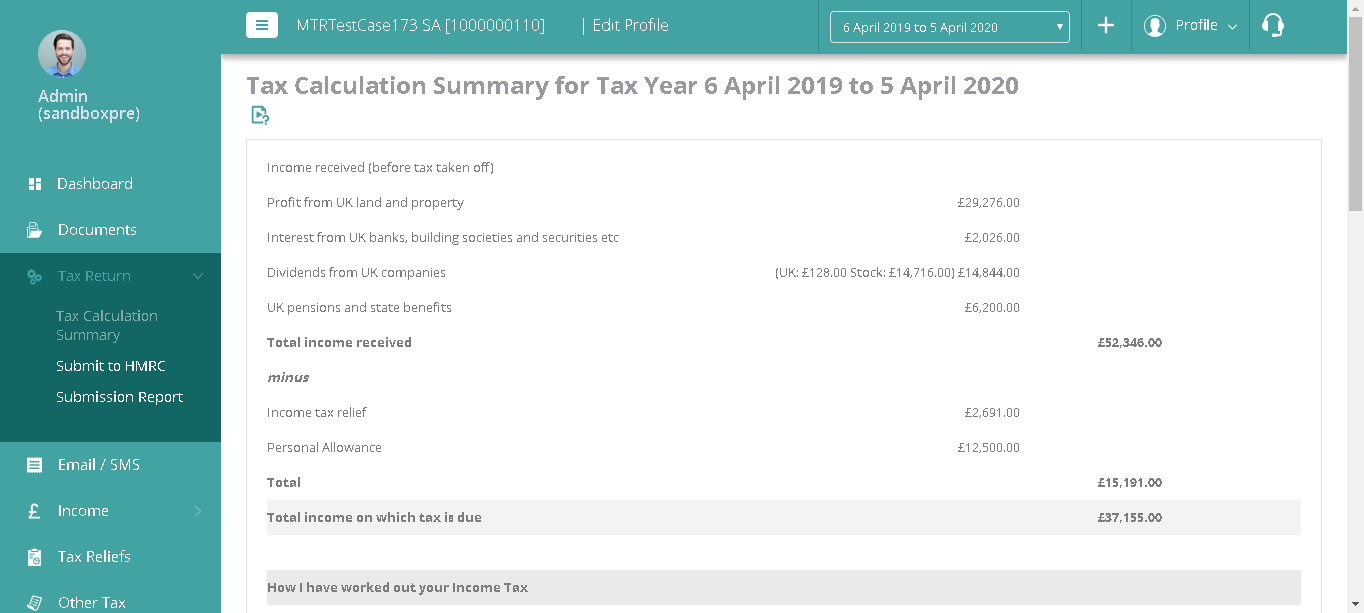 MTRTestCase173 SA [1000000110]
| Edit Profile
6 April 2019 to 5 April 2020
Profile
Admin
(sandboxpre)
Dashboard
Documents
Tax Return
Tax Calculation
Summary
Submit to HMRC
Submission Report
Email / SMS
Income
Tax Reliefs
Other Tax
Tax Calculation Summary for Tax Year 6 April 2019 to 5 April 2020
Income received (before tax taken off)
Profit from UK land and property £29,276.00
Interest from UK banks, building societies and securities etc £2,026.00
Dividends from UK companies (UK: £128.00 Stock: £14,716.00) £14,844.00
UK pensions and state benefits £6,200.00
Total income received £52,346.00
minus
Income tax relief £2,691.00
Personal Allowance £12,500.00
Total £15,191.00
Total income on which tax is due £37,155.00
How I have worked out your Income Tax